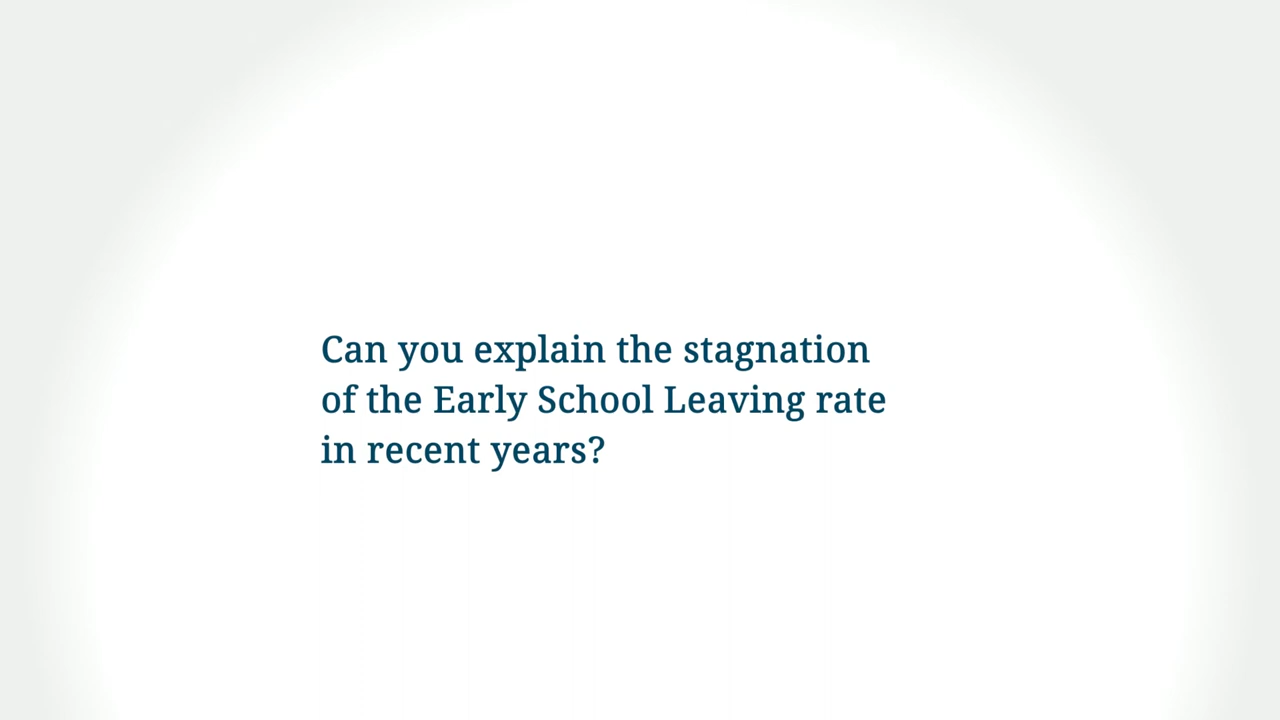 Can you explain the stagnation
of the Early School Leaving rate
in recent years?